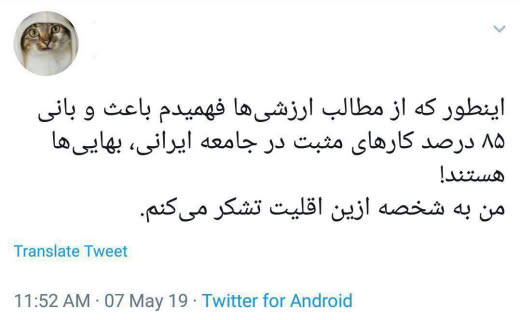 اینطور که از مطالب ارزشی‌ها فهمیدم باعث و بانی
۸۵ درصد کارهای مثبت در جامعه ایرانی، بهایی‌ها
هستند!
من به شخصه ازین اقلیت تشکر می‌کنم.
Translate Tweet
11:52 AM · 07 May 19 · Twitter for Android